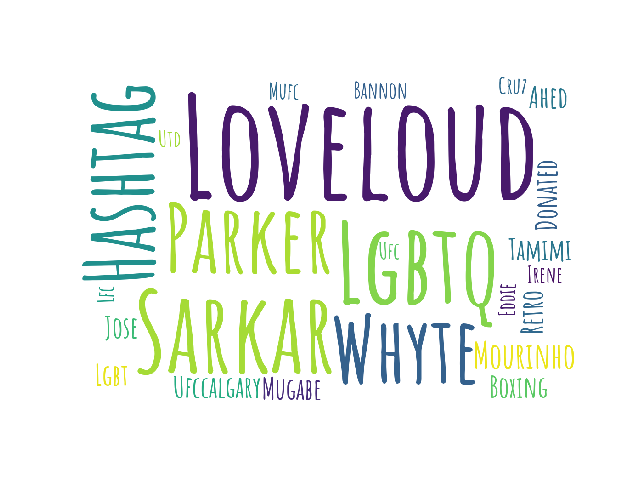 Mufc
Bannon
Cruz
Ahed
Hashtag
Utd
Loveloud
Donated
Parker
LGBTQ
Ufc
Tamimi
Irene
Lfc
Jose
Sarkar
Whyte
Eddie
Retro
Mourinho
Lgbt
Ufccalgary
Mugabe
Boxing